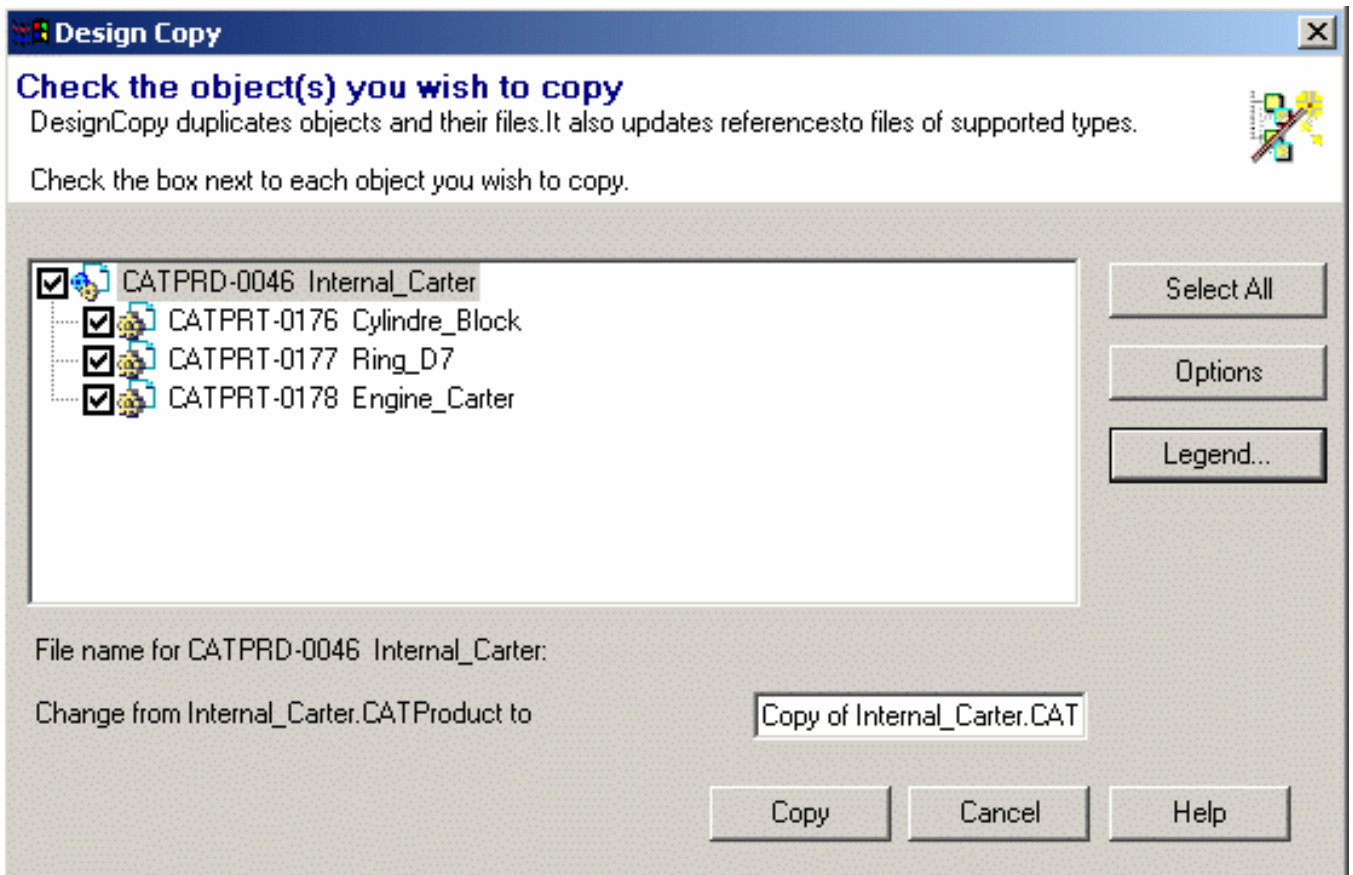 Design Copy
Check the object(s) you wish to copy
DesignCopy duplicates objects and their files.It also updates referencesto files of supported types.
Check the box next to each object you wish to copy.
CATPRD-0046 Internal_Carter
CATPRT-0176 Cylindre_Block
CATPRT-0177 Ring_D7
CATPRT-0178 Engine_Carter
Select All
Options
Legend...
File name for CATPRD-0046 Internal_Carter:
Change from Internal_Carter.CATProduct to
Copy of Internal_Carter.CAT
Copy
Cancel
Help